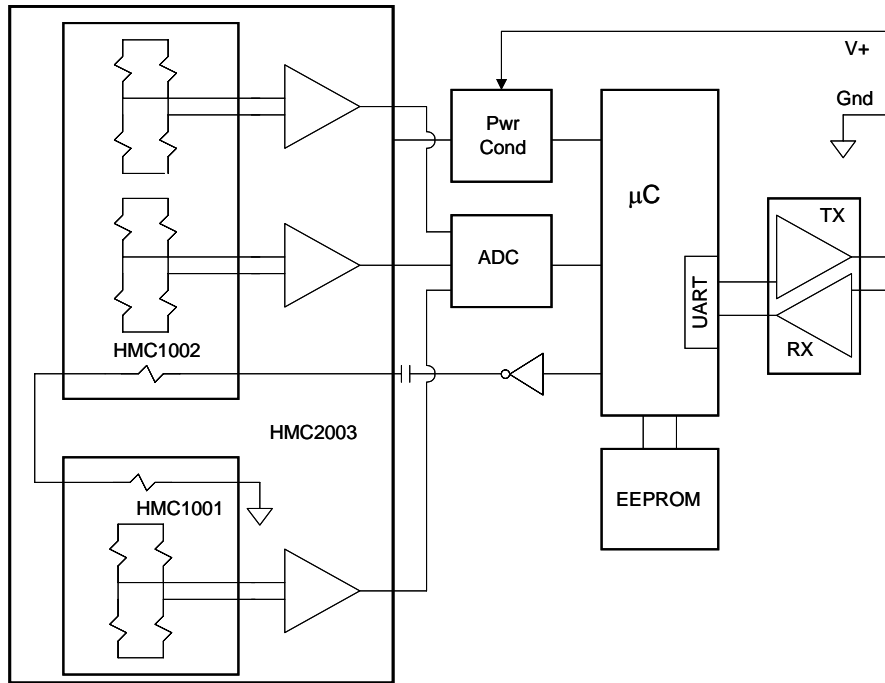 V+
Gnd
Pwr
Cond
μC
TX
ADC
UART
RX
HMC1002
HMC2003
HMC1001
EEPROM